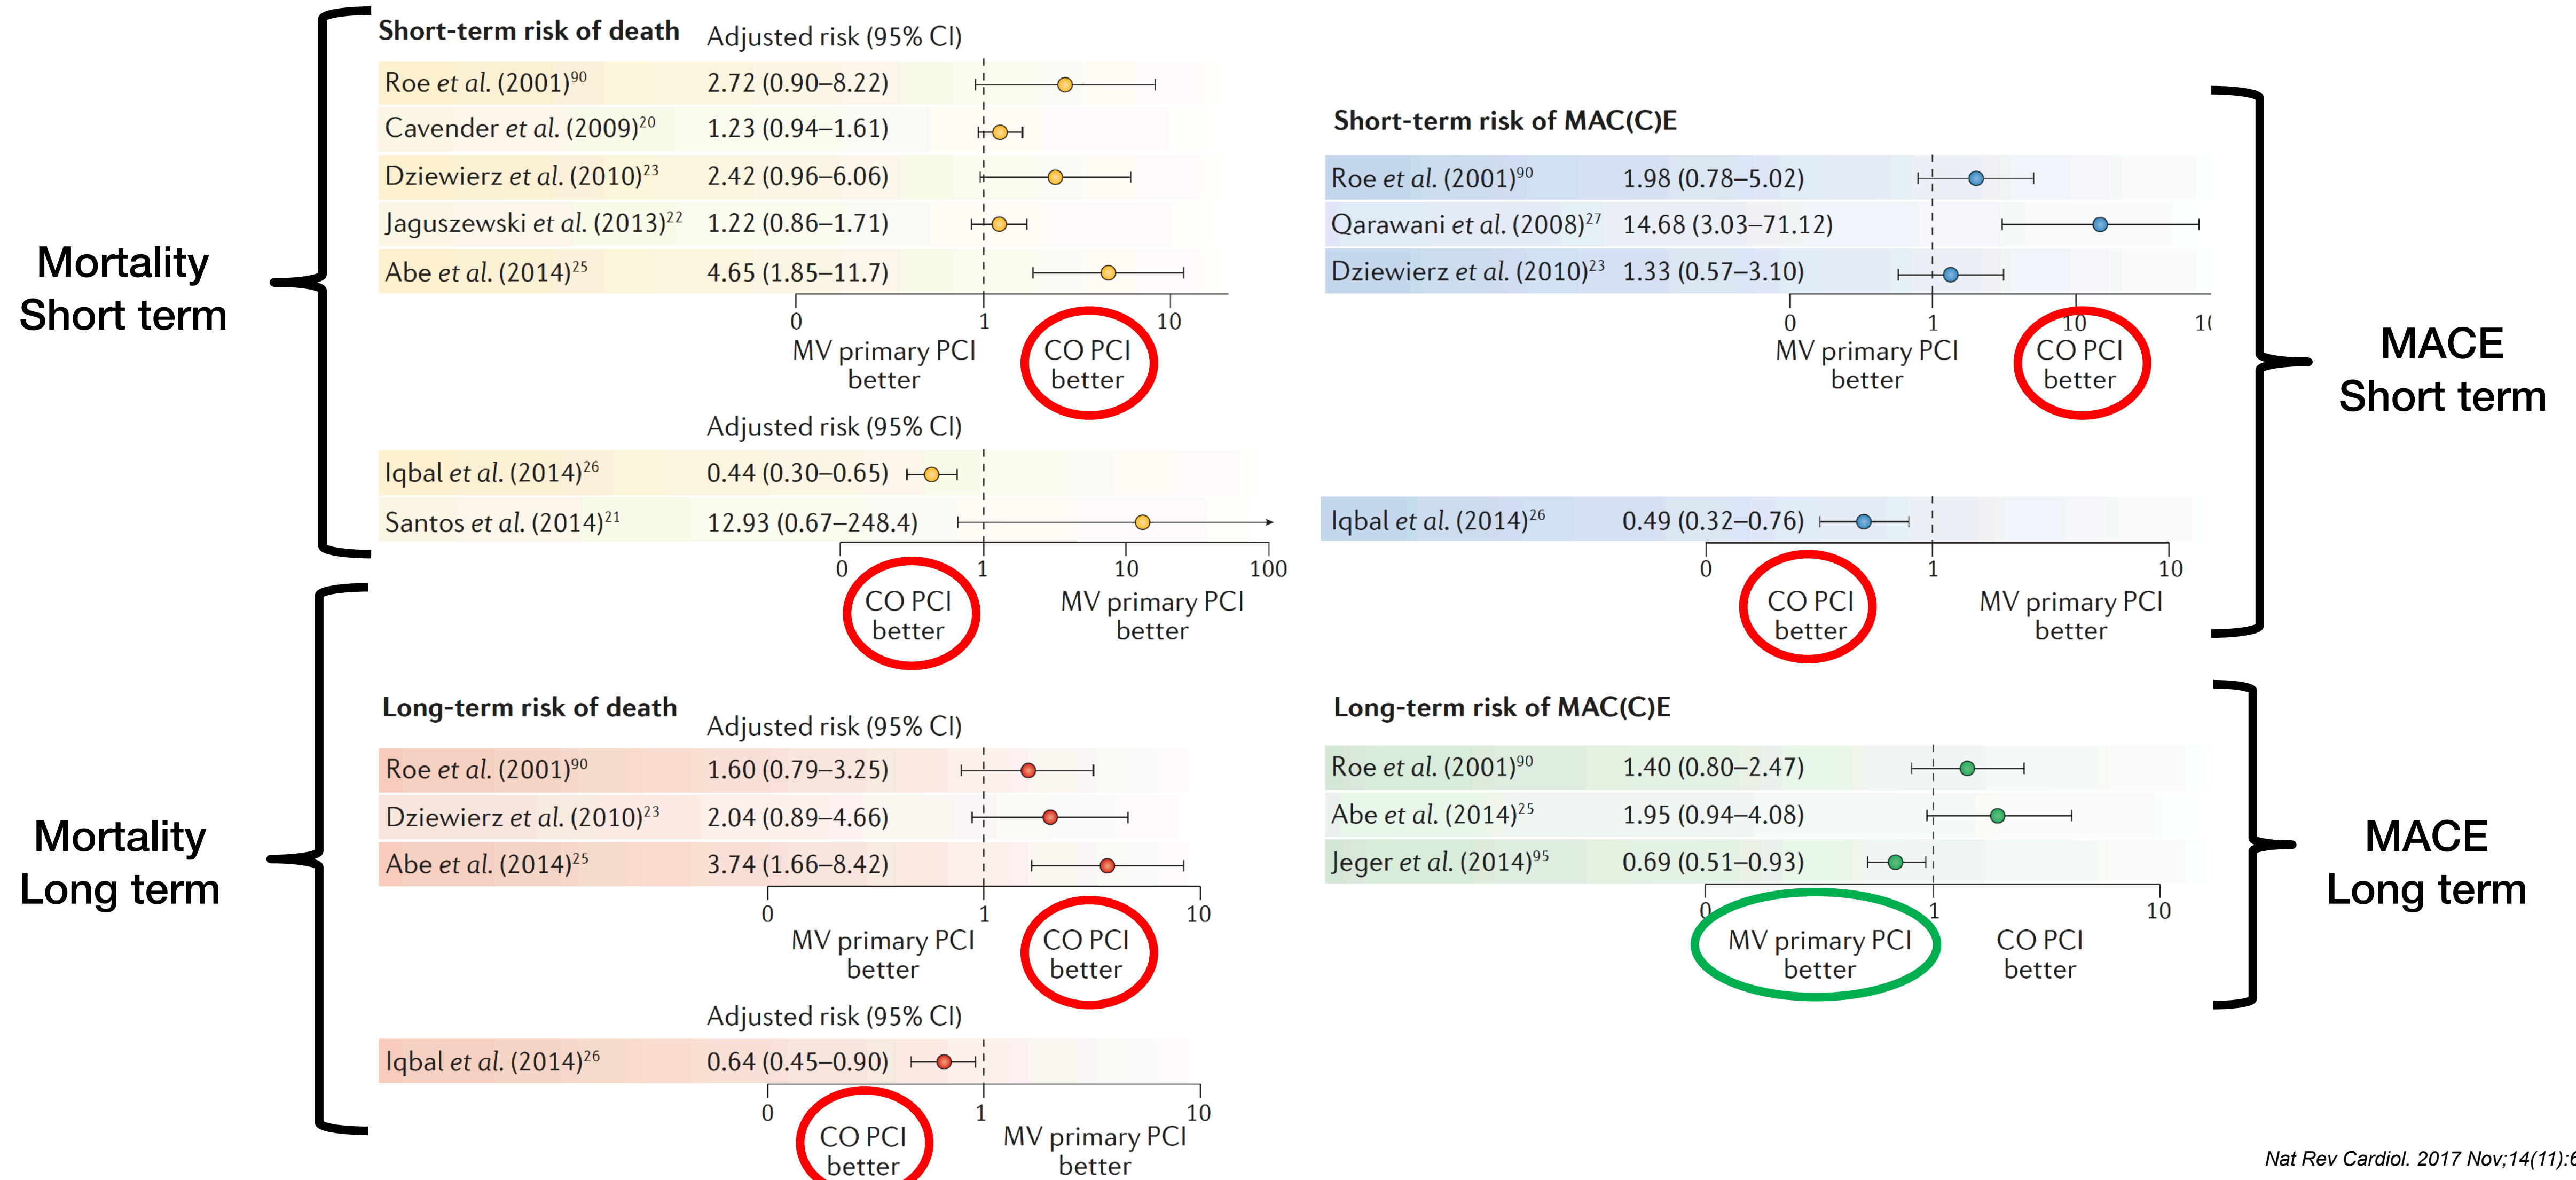 Mortality
Short term
Short-term risk of death Adjusted risk (95% CI)
Roe et al. (2001)90 2.72 (0.90–8.22)
Cavender et al. (2009)20 1.23 (0.94–1.61)
Dziewierz et al. (2010)23 2.42 (0.96–6.06)
Jaguszewski et al. (2013)22 1.22 (0.86–1.71)
Abe et al. (2014)25 4.65 (1.85–11.7)
0 1 10
MV primary PCI CO PCI
better better
Adjusted risk (95% CI)
Iqbal et al. (2014)26 0.44 (0.30–0.65)
Santos et al. (2014)21 12.93 (0.67–248.4)
0 1 10 100
CO PCI MV primary PCI
better better
Mortality
Long term
Long-term risk of death Adjusted risk (95% CI)
Roe et al. (2001)90 1.60 (0.79–3.25)
Dziewierz et al. (2010)23 2.04 (0.89–4.66)
Abe et al. (2014)25 3.74 (1.66–8.42)
0 1 10
MV primary PCI CO PCI
better better
Adjusted risk (95% CI)
Iqbal et al. (2014)26 0.64 (0.45–0.90)
0 1 10
CO PCI MV primary PCI
better better
Short-term risk of MAC(C)E
Roe et al. (2001)90 1.98 (0.78–5.02)
Qarawani et al. (2008)27 14.68 (3.03–71.12)
Dziewierz et al. (2010)23 1.33 (0.57–3.10)
0 1 10
MV primary PCI CO PCI
better better
Iqbal et al. (2014)26 0.49 (0.32–0.76)
0 1 10
CO PCI MV primary PCI
better better
MACE
Short term
Long-term risk of MAC(C)E
Roe et al. (2001)90 1.40 (0.80–2.47)
Abe et al. (2014)25 1.95 (0.94–4.08)
Jeger et al. (2014)95 0.69 (0.51–0.93)
0 1 10
MV primary PCI CO PCI
better better
MACE
Long term
Nat Rev Cardiol. 2017 Nov;14(11):6